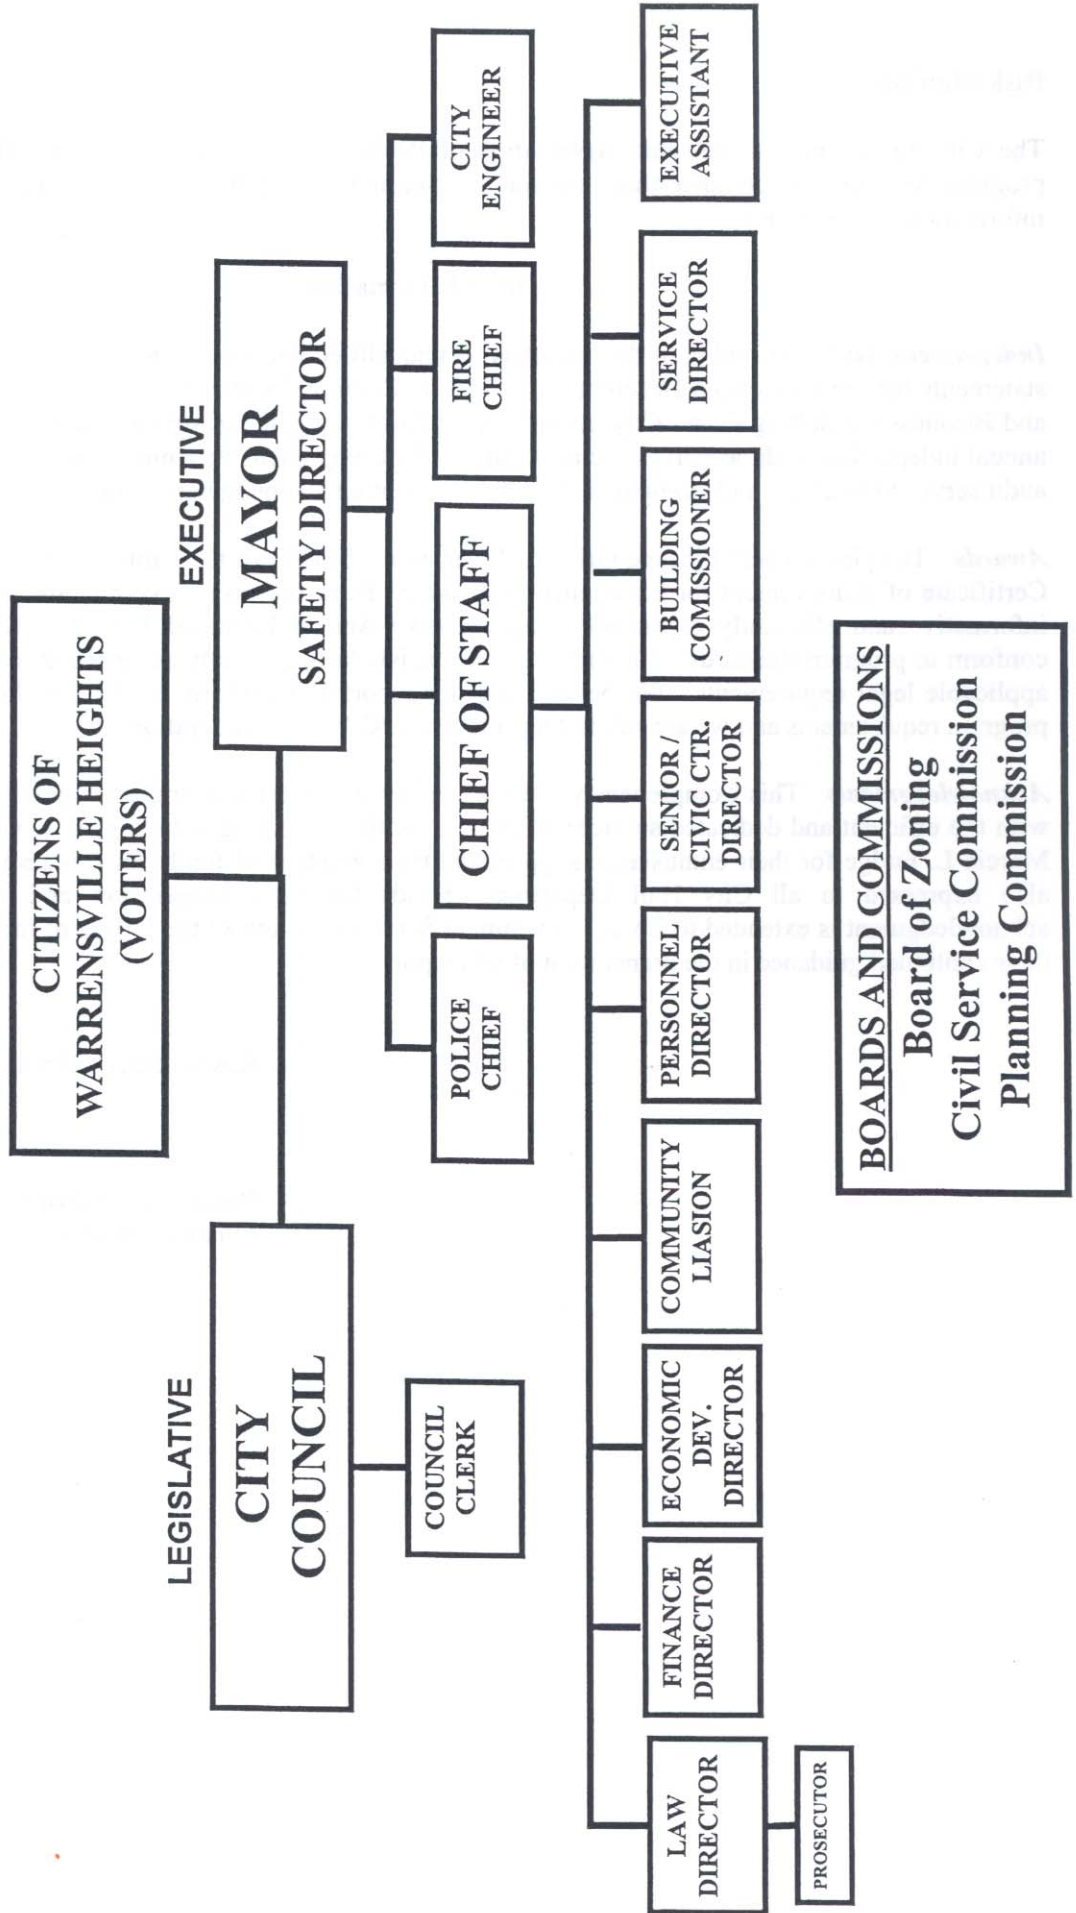 CITIZENS OF
WARRENSVILLE HEIGHTS
(VOTERS)
LEGISLATIVE
EXECUTIVE
CITY
COUNCIL
MAYOR
SAFETY DIRECTOR
COUNCIL
CLERK
POLICE
CHIEF
CHIEF OF STAFF
FIRE
CHIEF
CITY
ENGINEER
LAW
DIRECTOR
FINANCE
DIRECTOR
ECONOMIC
DEV.
DIRECTOR
COMMUNITY
LIASION
PERSONNEL
DIRECTOR
SENIOR/
CIVIC CTR.
DIRECTOR
BUILDING
COMISSIONER
SERVICE
DIRECTOR
EXECUTIVE
ASSISTANT
PROSECUTOR
BOARDS AND COMISSIONS
Board of Zoning
Civil Service Comission
Planning Commission